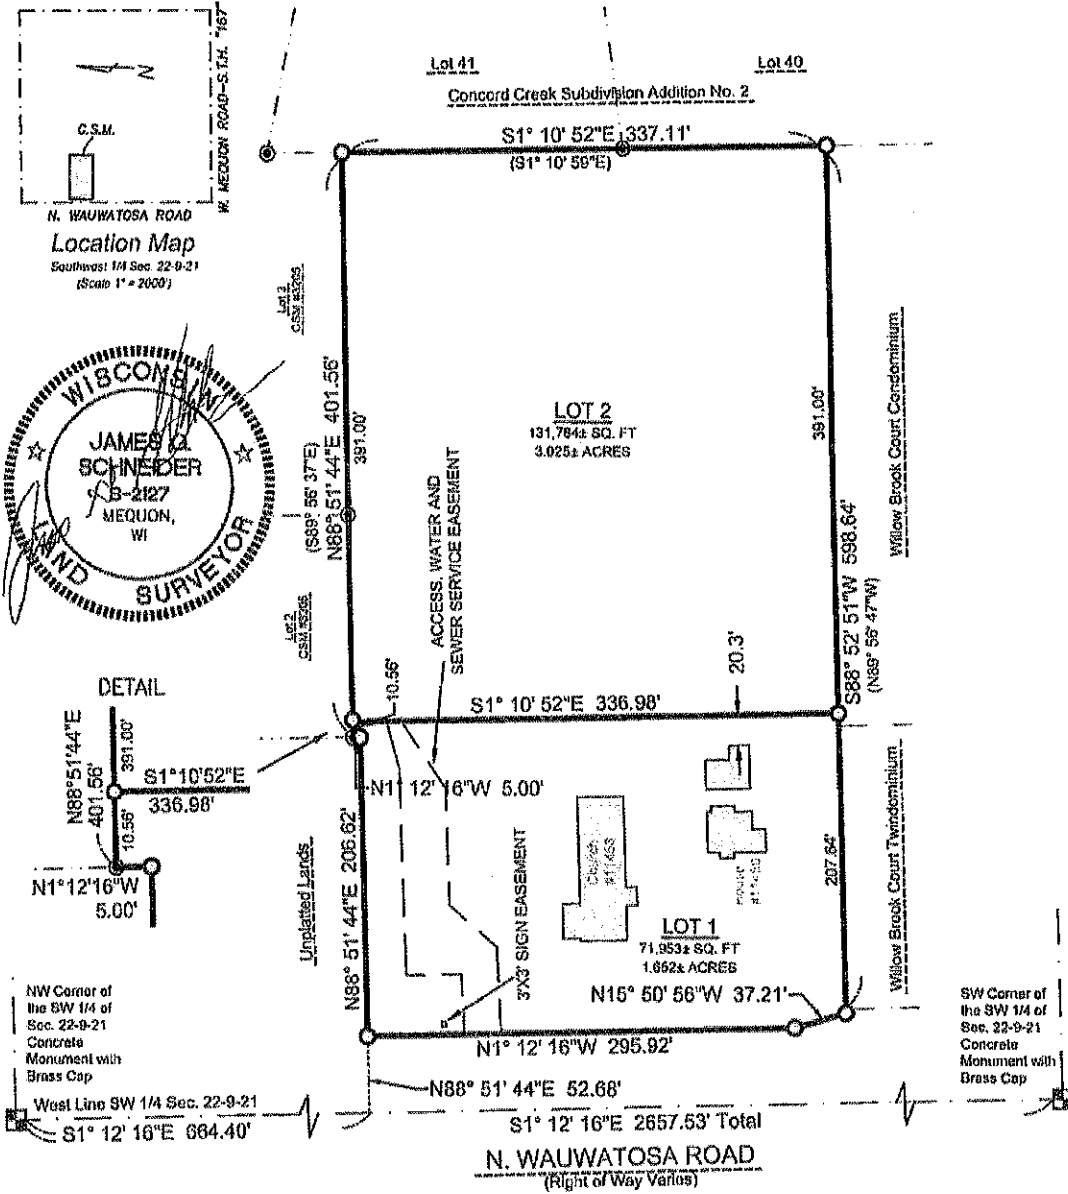 W. MEQUON ROAD-S.T.H. "167"
N
C.S.M.
N. WAUWATOSA ROAD
Location Map
Southwest 1/4 Sec. 22-9-21
(Scale 1" = 2000')
Lot 41
Lot 40
Concord Creek Subdivision Addition No. 2
S1° 10' 52"E 337.11'
(S1° 10' 59"E)
Lot 3
CSM #3205
WISCONSIN
JAMES G.
SCHNEIDER
S-2127
MEQUON,
WI
LAND SURVEYOR
(S89° 56' 37"E)
N88° 51' 44"E 401.56'
391.00'
LOT 2
131,784± SQ. FT
3.025± ACRES
391.00'
Willow Brook Court Condominium
ACCESS, WATER AND
SEWER SERVICE EASEMENT
S88° 52' 51"W 598.64'
(N89° 56' 47"W)
Lot 2
20.3'
10.56'
S1° 10' 52"E 336.98'
DETAIL
N88°51'44"E
401.56'
391.00'
S1°10'52"E
336.98'
10.56'
N1°12'16"W
5.00'
N1° 12' 16"W 5.00'
Unplatted Lands
N88° 51' 44"E 206.62'
3'X3' SIGN EASEMENT
Church
House
207.64'
Willow Brook Court Twindominium
LOT 1
71,953± SQ. FT
1.652± ACRES
N15° 50' 56"W 37.21'
N1° 12' 16"W 295.92'
NW Corner of
the SW 1/4 of
Sec. 22-9-21
Concrete
Monument with
Brass Cap
SW Corner of
the SW 1/4 of
Sec. 22-9-21
Concrete
Monument with
Brass Cap
N88° 51' 44"E 52.68'
West Line SW 1/4 Sec. 22-9-21
S1° 12' 16"E 664.40'
S1° 12' 16"E 2657.53' Total
N. WAUWATOSA ROAD
(Right of Way Varies)